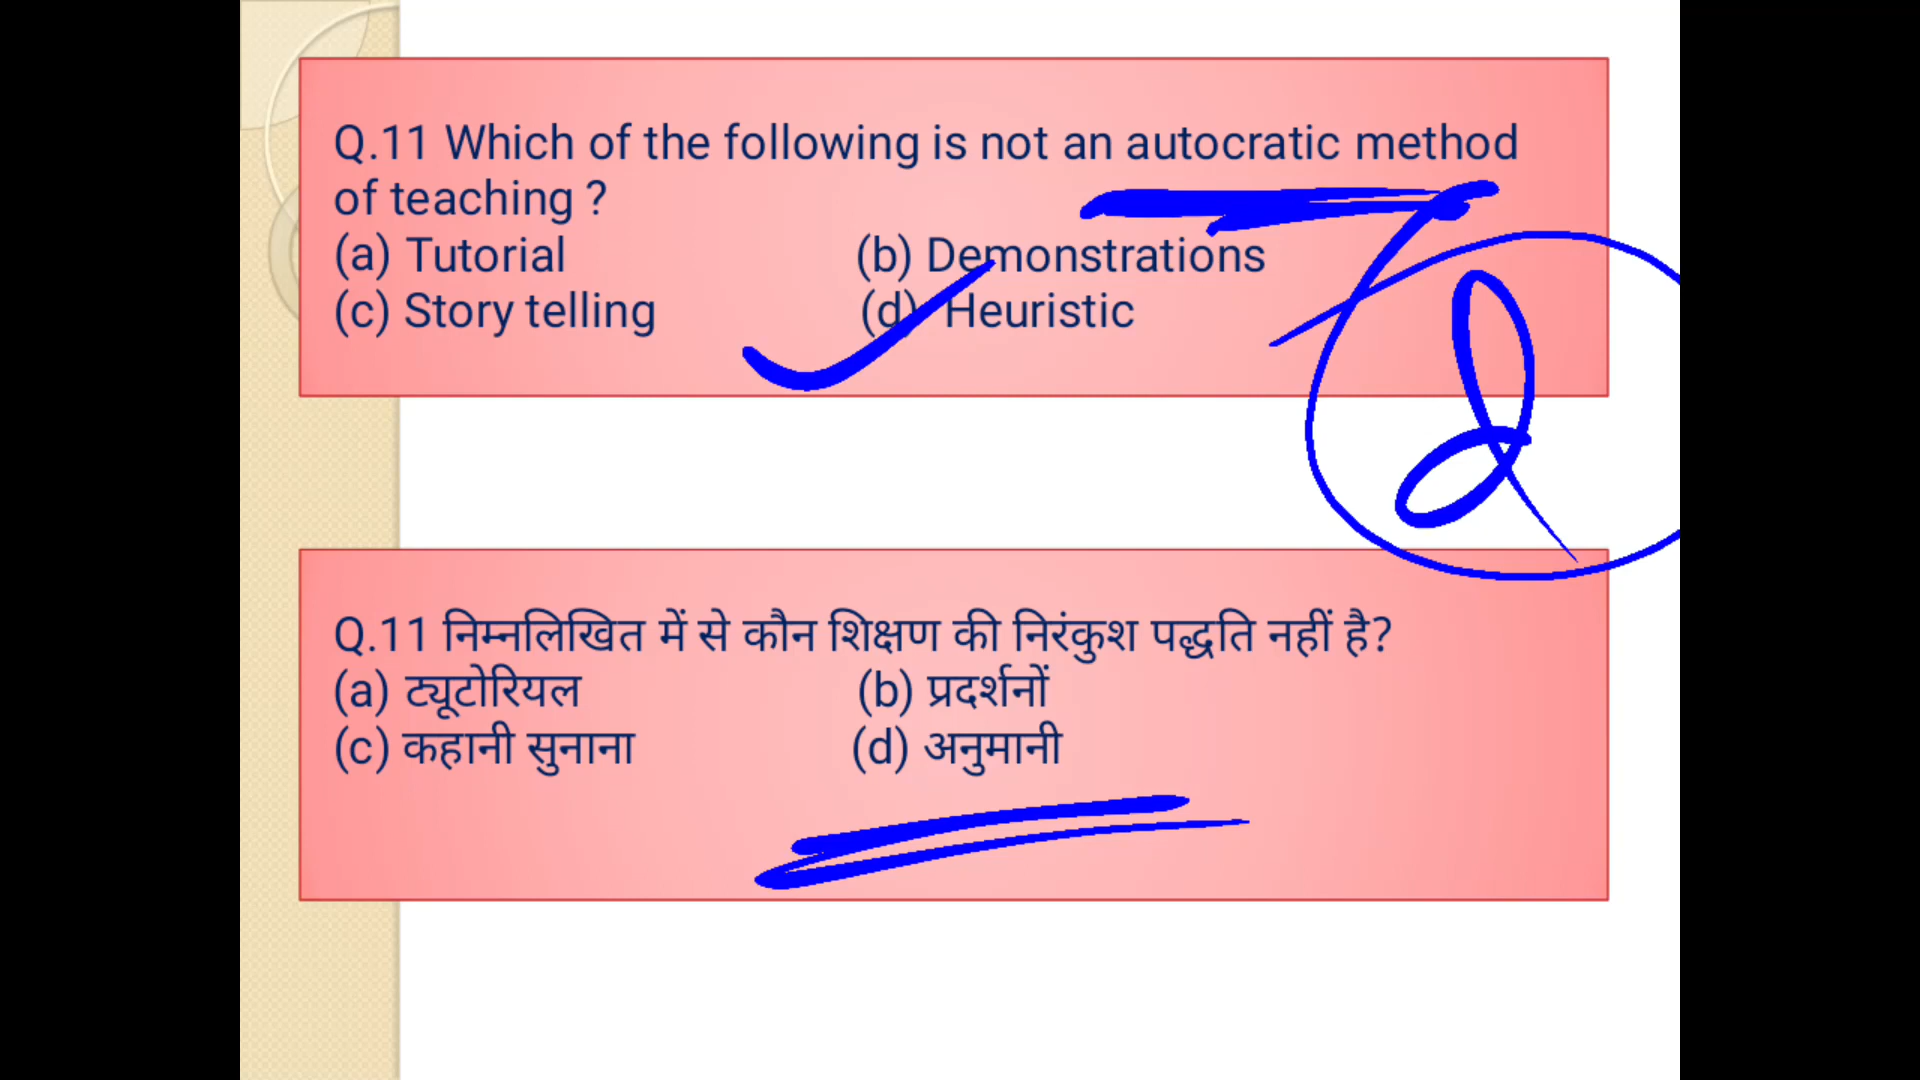 Q.11 Which of the following is not an autocratic method
of teaching ?
(a) Tutorial (b) Demonstrations
(c) Story telling (d) Heuristic
Q.11 निम्नलिखित में से कौन शिक्षण की निरंकुश पद्धति नहीं है?
(a) ट्यूटोरियल (b) प्रदर्शनों
(c) कहानी सुनाना (d) अनुमानी